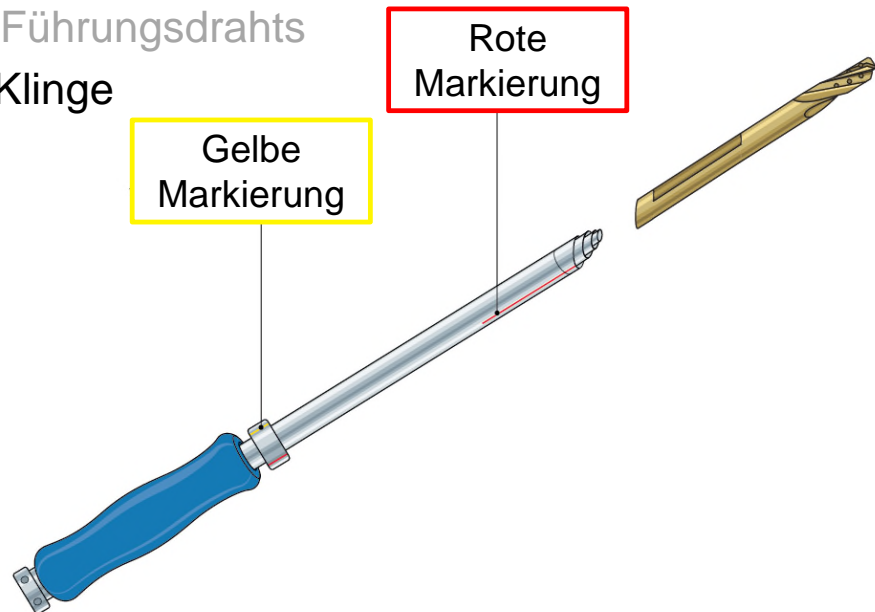 Führungsdrahts
Klinge
Rote
Markierung
Gelbe
Markierung